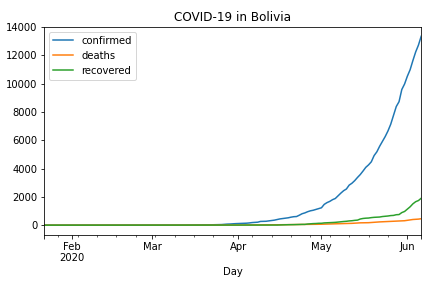 COVID-19 in Bolivia
14000
12000
10000
8000
6000
4000
2000
0
confirmed
deaths
recovered
Feb
2020
Mar
Apr
May
Jun
Day